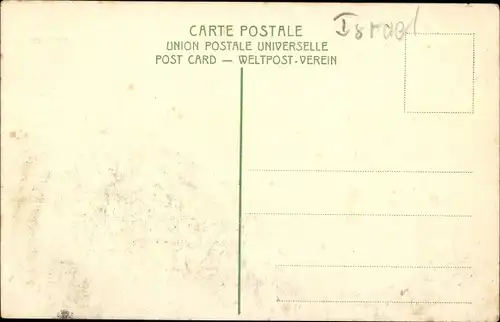 CARTE POSTALE
Israel
UNION POSTALE UNIVERSELLE
POST CARD — WELTPOST-VEREIN